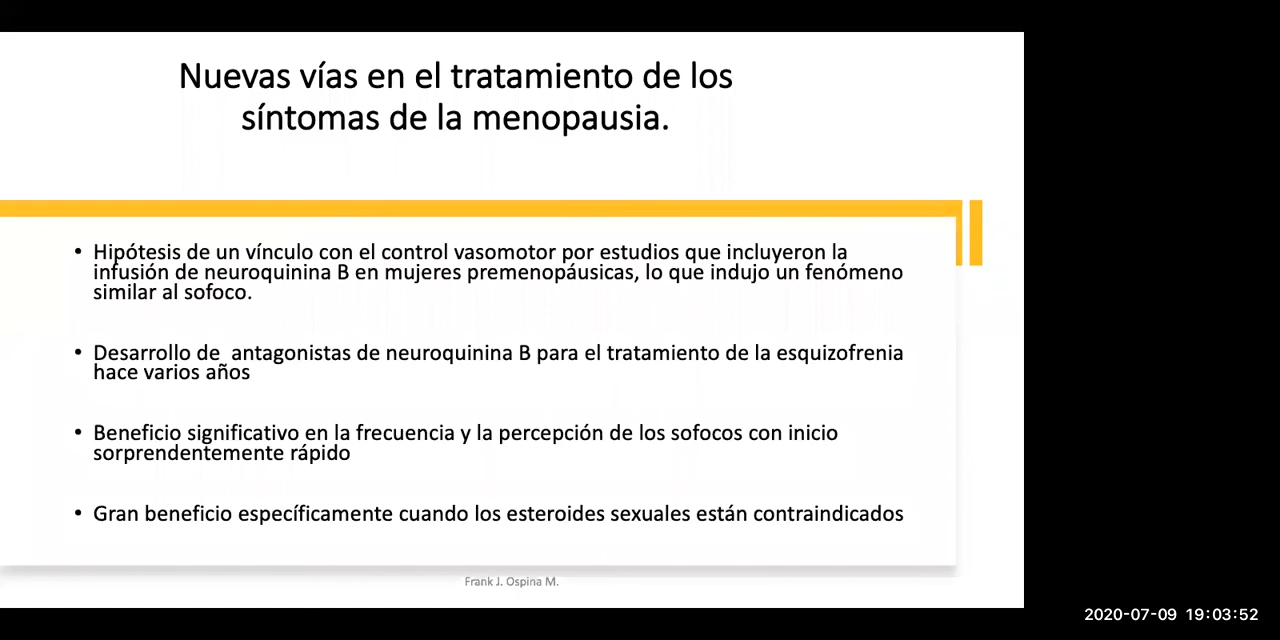 Nuevas vías en el tratamiento de los
síntomas de la menopausia.
• Hipótesis de un vínculo con el control vasomotor por estudios que incluyeron la
infusión de neuroquinina B en mujeres premenopáusicas, lo que indujo un fenómeno
similar al sofoco.
• Desarrollo de  antagonistas de neuroquinina B para el tratamiento de la esquizofrenia
hace varios años
• Beneficio significativo en la frecuencia y la percepción de los sofocos con inicio
sorprendentemente rápido
• Gran beneficio específicamente cuando los esteroides sexuales están contraindicados
Frank J. Ospina M.
2020-07-09 19:03:52